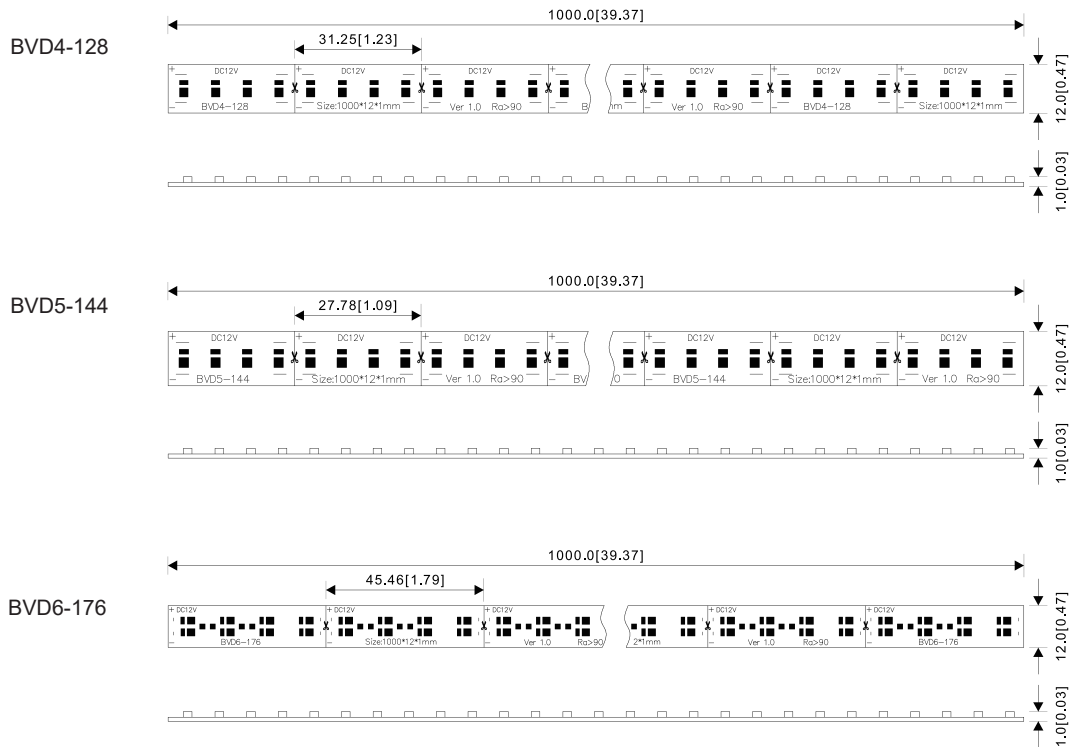 1000.0[39.37]
BVD4-128
31.25[1.23]
+ DC12V DC12V DC12V + DC12V DC12V DC12V
- BVD4-128 Size:1000*12*1mm Ver 1.0 Ra>90 B m Ver 1.0 Ra>90 BVD4-128 Size:1000*12*1mm
12.0[0.47]
1.0[0.03]
1000.0[39.37]
BVD5-144
27.78[1.09]
+ DC12V + DC12V + DC12V + + DC12V + DC12V + DC12V
- BVD5-144 - Size:1000*12*1mm - Ver 1.0 Ra>90 - BV 0 - BVD5-144 - Size:1000*12*1mm - Ver 1.0 Ra>90
12.0[0.47]
1.0[0.03]
1000.0[39.37]
BVD6-176
45.46[1.79]
+ DC12V + DC12V + DC12V + DC12V + DC12V
- BVD6-176 - Size:1000*12*1mm - Ver 1.0 Ra>90 2*1mm - Ver 1.0 Ra>90 - BVD6-176
12.0[0.47]
1.0[0.03]